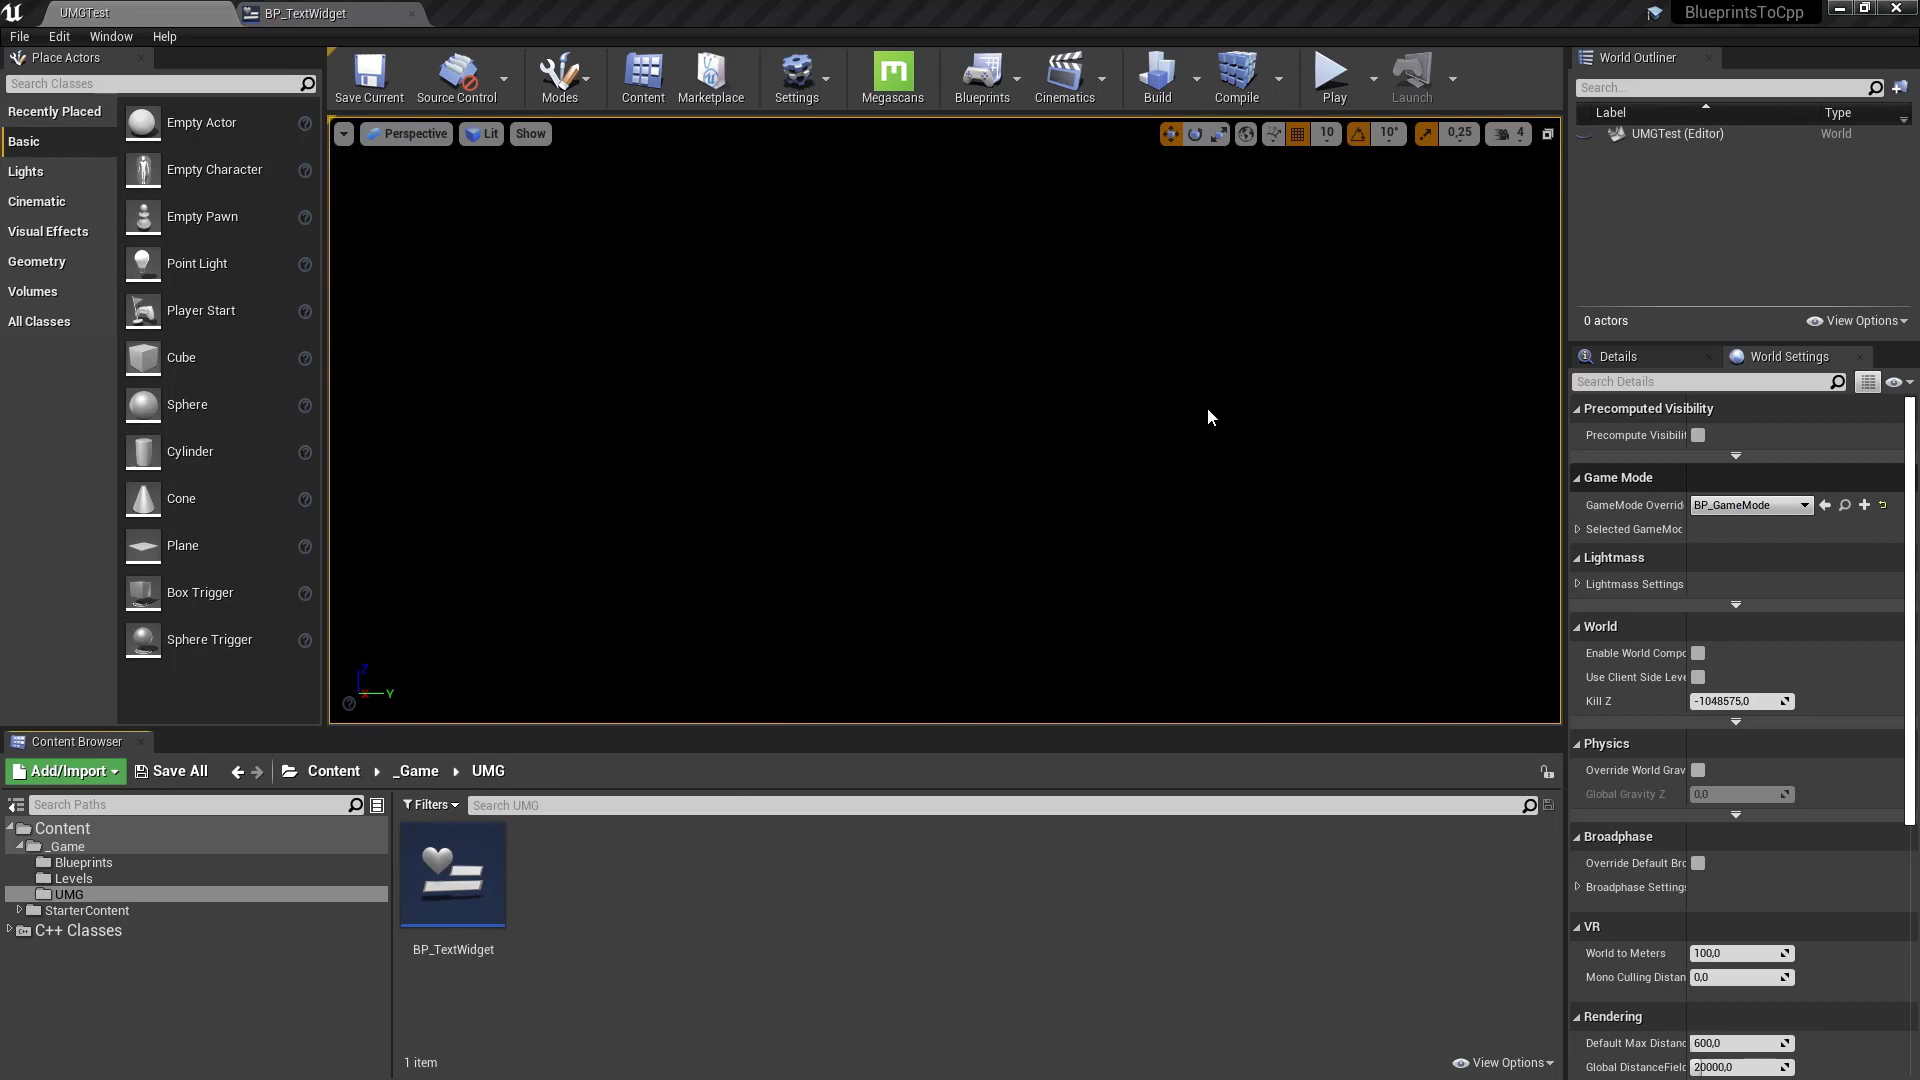 UMGTest
BP_TextWidget
BlueprintsToCpp
File Edit Window Help
Place Actors
Search Classes
Recently Placed
Basic
Lights
Cinematic
Visual Effects
Geometry
Volumes
All Classes
Empty Actor
Empty Character
Empty Pawn
Point Light
Player Start
Cube
Sphere
Cylinder
Cone
Plane
Box Trigger
Sphere Trigger
Save Current
Source Control
Modes
Content
Marketplace
Settings
Megascans
Blueprints
Cinematics
Build
Compile
Play
Launch
Perspective
Lit
Show
10
10°
0,25
4
Z
X
Y
World Outliner
Search...
Label
Type
UMGTest (Editor)
World
0 actors
View Options
Details
World Settings
Search Details
Precomputed Visibility
Precompute Visibilit
Game Mode
GameMode Overrid
BP_GameMode
Selected GameMoc
Lightmass
Lightmass Settings
World
Enable World Compo
Use Client Side Leve
Kill Z
-1048575,0
Physics
Override World Grav
Global Gravity Z
0,0
Broadphase
Override Default Bro
Broadphase Settings
VR
World to Meters
100,0
Mono Culling Distan
0,0
Rendering
Default Max Distanc
600,0
Global DistanceField
20000,0
Content Browser
Add/Import
Save All
Content
_Game
UMG
Search Paths
Filters
Search UMG
Content
_Game
Blueprints
Levels
UMG
StarterContent
C++ Classes
BP_TextWidget
1 item
View Options